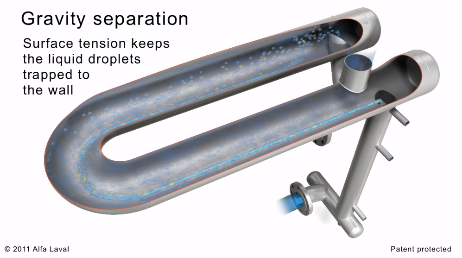 Gravity separation
Surface tension keeps
the liquid droplets
trapped to
the wall
© 2011 Alfa Laval
Patent protected